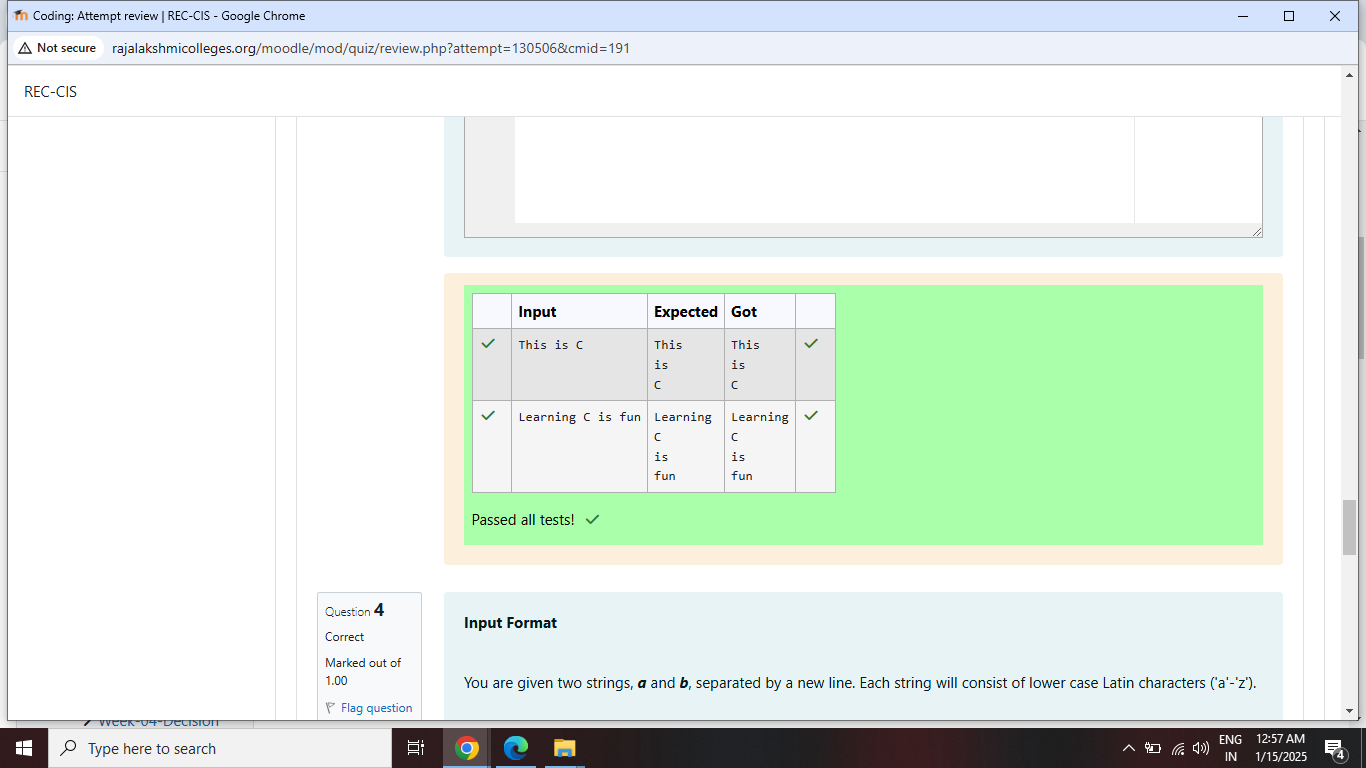 Coding: Attempt review | REC-CIS - Google Chrome
Not secure rajalakshmicolleges.org/moodle/mod/quiz/review.php?attempt=130506&cmid=191
REC-CIS
Input Expected Got
This is C This This
is is
C C
Learning C is fun Learning Learning
C C
is is
fun fun
Passed all tests!
Question 4
Correct
Marked out of
1.00
Flag question
Input Format
You are given two strings, a and b, separated by a new line. Each string will consist of lower case Latin characters ('a'-'z').
Week-04-Decision
Type here to search
ENG
IN
12:57 AM
1/15/2025
4